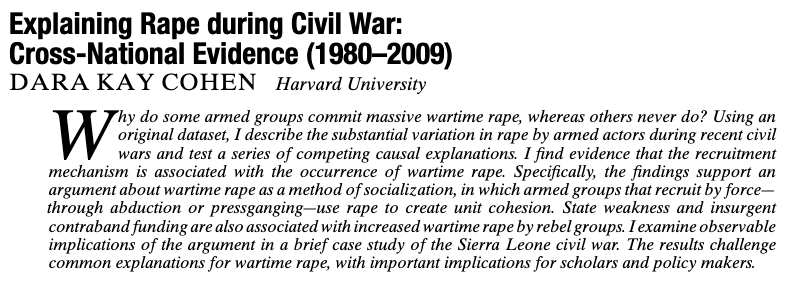 Explaining Rape during Civil War:
Cross-National Evidence (1980–2009)
DARA KAY COHEN Harvard University
Why do some armed groups commit massive wartime rape, whereas others never do? Using an
original dataset, I describe the substantial variation in rape by armed actors during recent civil
wars and test a series of competing causal explanations. I find evidence that the recruitment
mechanism is associated with the occurrence of wartime rape. Specifically, the findings support an
argument about wartime rape as a method of socialization, in which armed groups that recruit by force—
through abduction or pressganging—use rape to create unit cohesion. State weakness and insurgent
contraband funding are also associated with increased wartime rape by rebel groups. I examine observable
implications of the argument in a brief case study of the Sierra Leone civil war. The results challenge
common explanations for wartime rape, with important implications for scholars and policy makers.